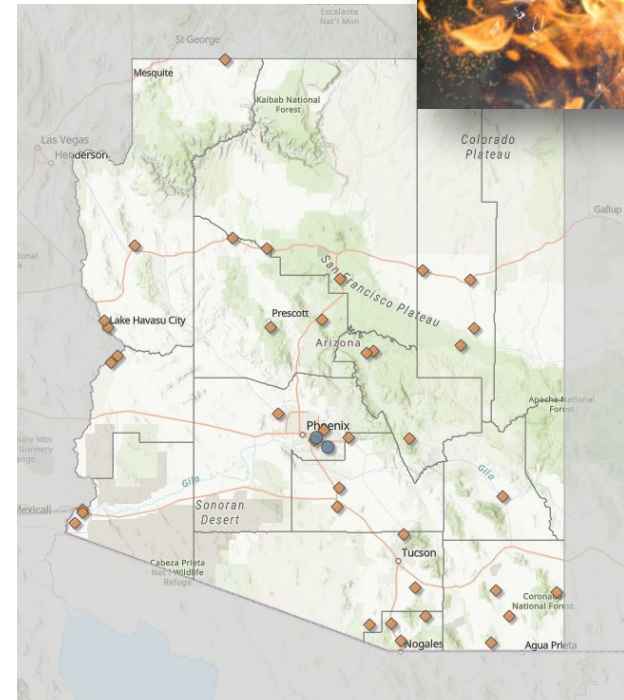 Escalante
Nat'l Mon
St George
Mesquite
Kaibab National
Forest
Las Vegas
Henderson
Colorado
Plateau
Gallup
San Francisco Plateau
Lake Havasu City
Prescott
Arizona
Apache National
Forest
Phoenix
Gunnery
Gila
Gila
Mexicali
Sonoran
Desert
Tucson
Cabeza Prieta
Nat'l Wildlife
Refuge
Coronado
National Forest
Nogales
Agua Prieta